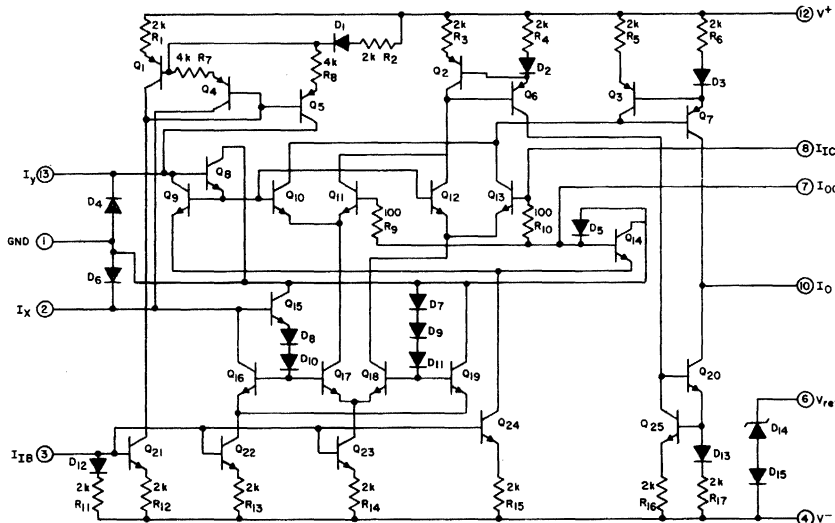 2k R1
2k R3
2k R4
2k R5
2k R6
12 V+
D1
2k R2
Q1
4k R7
4k R8
Q4
Q5
Q2
D2
Q6
Q3
D3
Q7
8 IIC
7 IOC
Iy 13
Q8
Q9
Q10
Q11
Q12
Q13
D4
100 R9
100 R10
D5
Q14
GND 1
D6
Ix 2
Q15
D7
D8
D9
D10
D11
10 IO
Q16
Q17
Q18
Q19
Q20
Q24
Q25
6 Vre
D14
IIB 3
D12
Q21
Q22
Q23
D13
D15
2k R11
2k R12
2k R13
2k R14
2k R15
2k R16
2k R17
4 V-